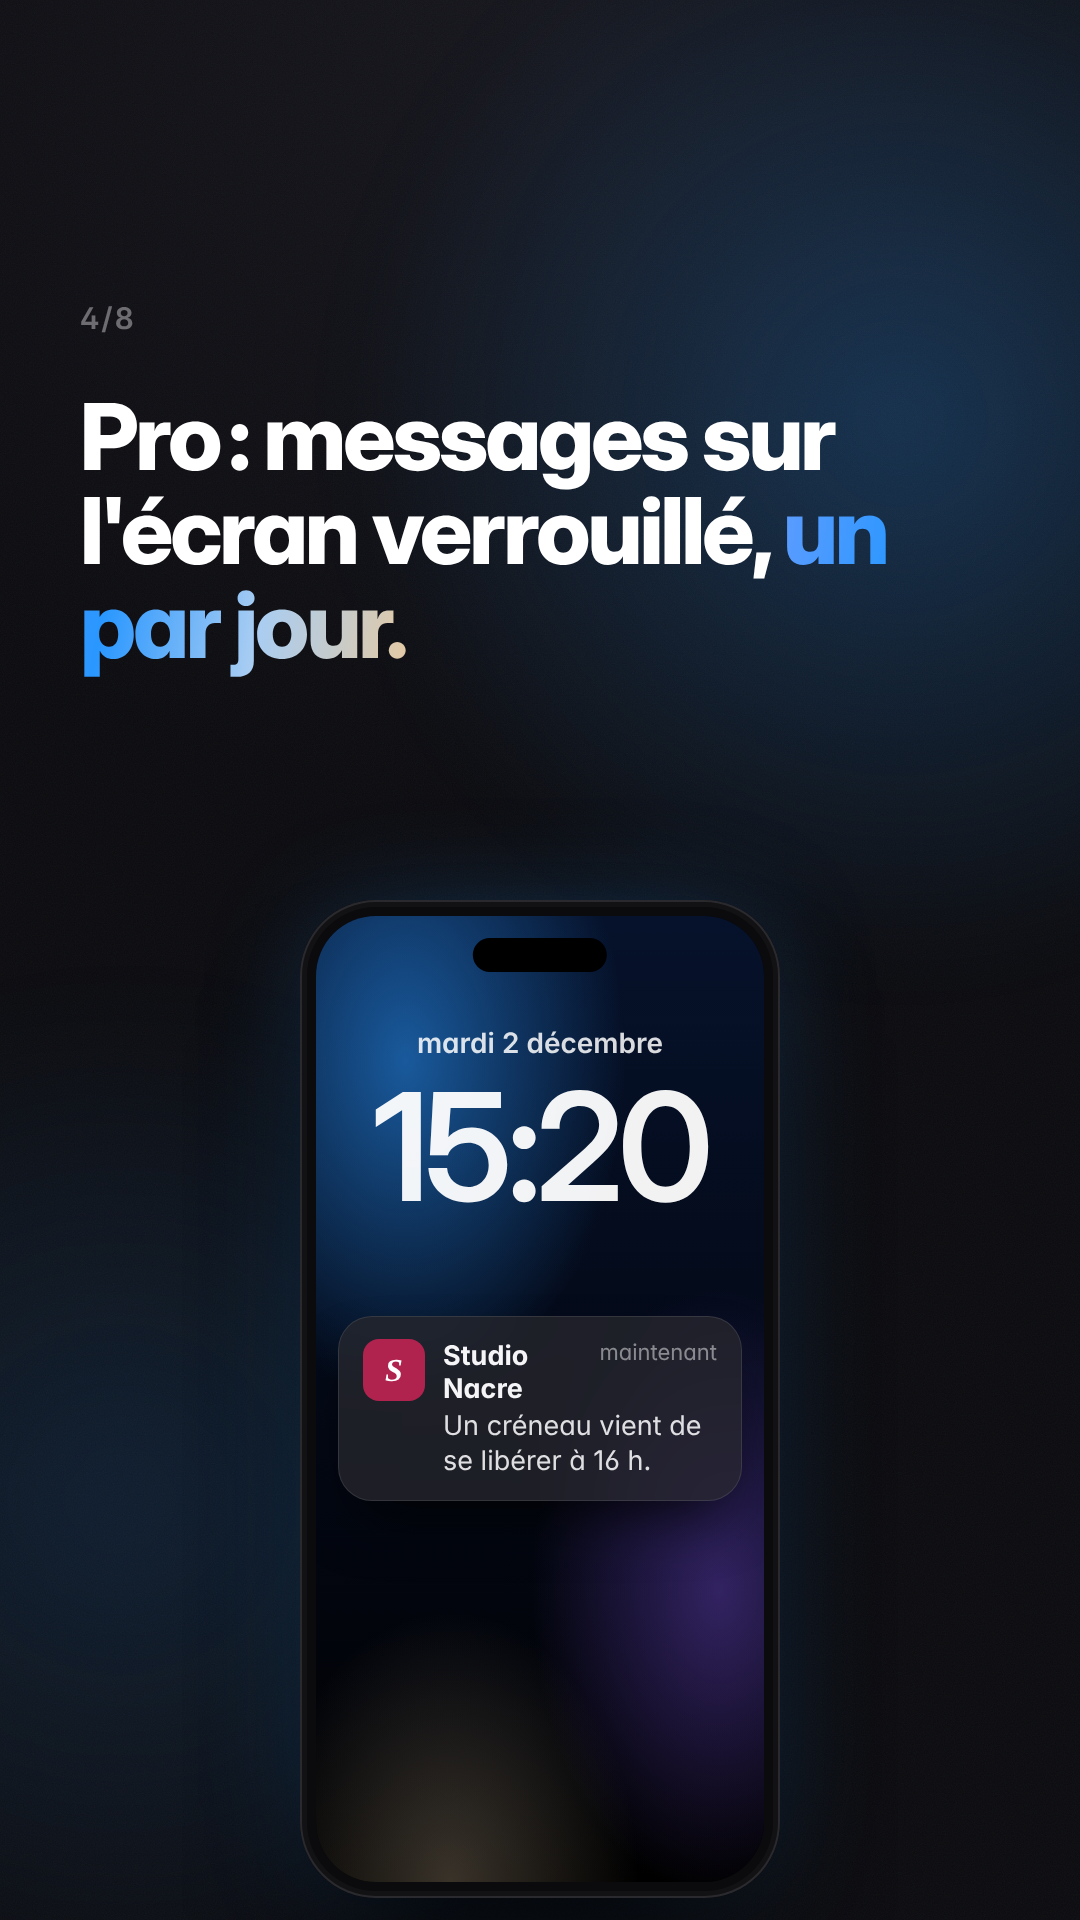 4/8
Pro : messages sur
l'écran verrouillé, un
par jour.
mardi 2 décembre
15:20
S
Studio
Nacre
maintenant
Un créneau vient de
se libérer à 16 h.